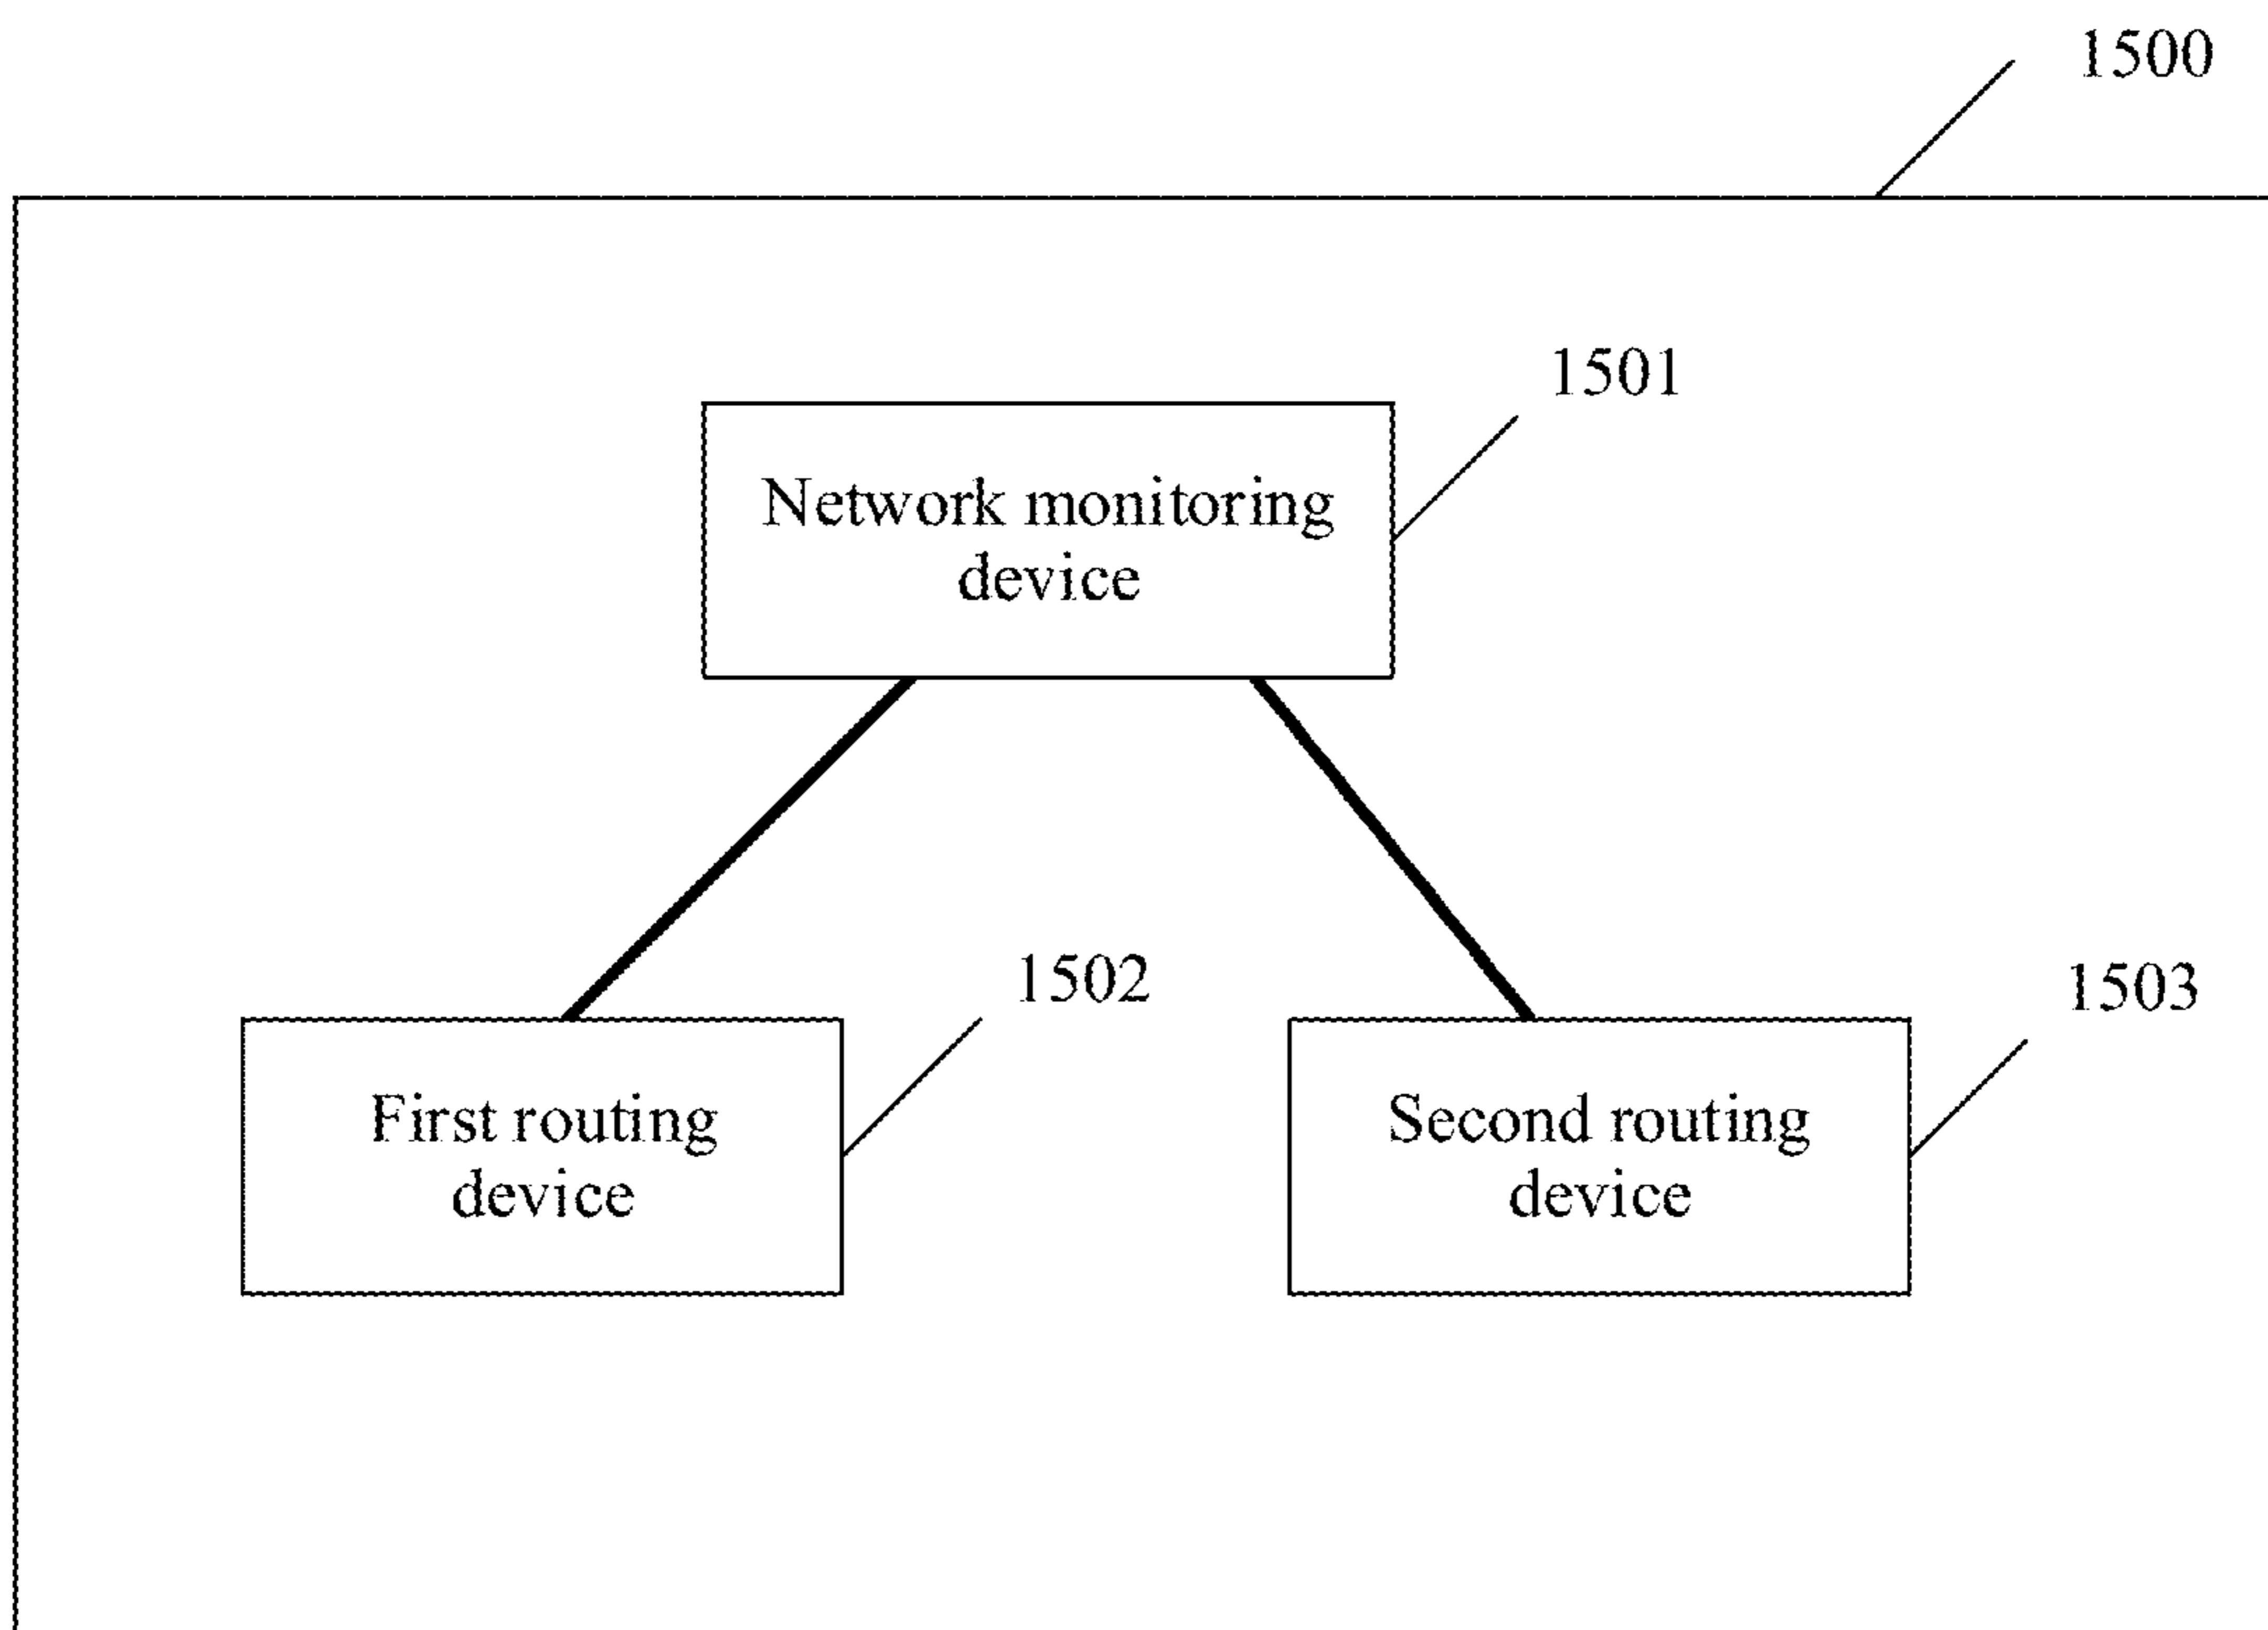 1500
1501
Network monitoring
device
1502
1503
First routing
device
Second routing
device